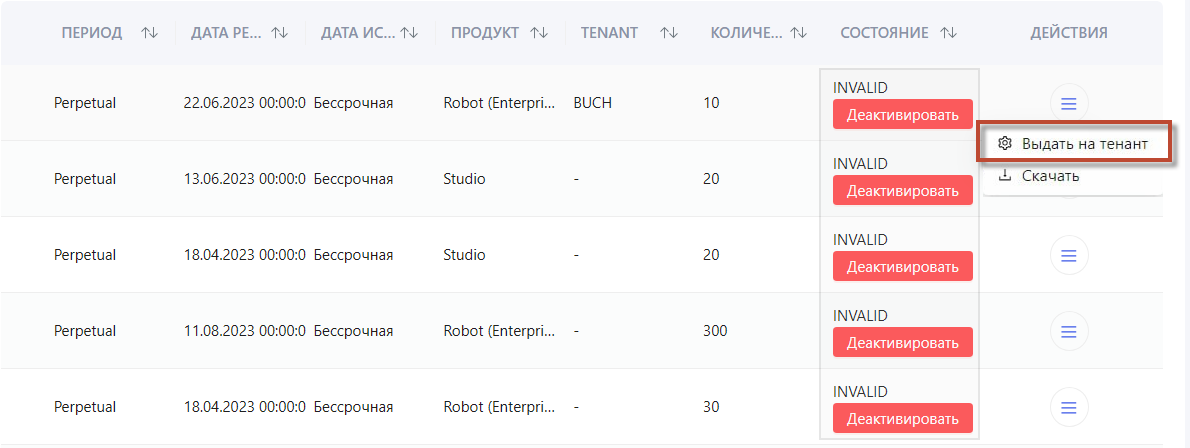 ПЕРИОД ДАТА РЕ... ДАТА ИС... ПРОДУКТ TENANT КОЛИЧЕ... СОСТОЯНИЕ ДЕЙСТВИЯ
Perpetual 22.06.2023 00:00:0 Бессрочная Robot (Enterpri... BUCH 10 INVALID
Деактивировать
Выдать на тенант
Perpetual 13.06.2023 00:00:0 Бессрочная Studio - 20 INVALID
Скачать
Деактивировать
Perpetual 18.04.2023 00:00:0 Бессрочная Studio - 20 INVALID
Деактивировать
Perpetual 11.08.2023 00:00:0 Бессрочная Robot (Enterpri... - 300 INVALID
Деактивировать
Perpetual 18.04.2023 00:00:0 Бессрочная Robot (Enterpri... - 30 INVALID
Деактивировать